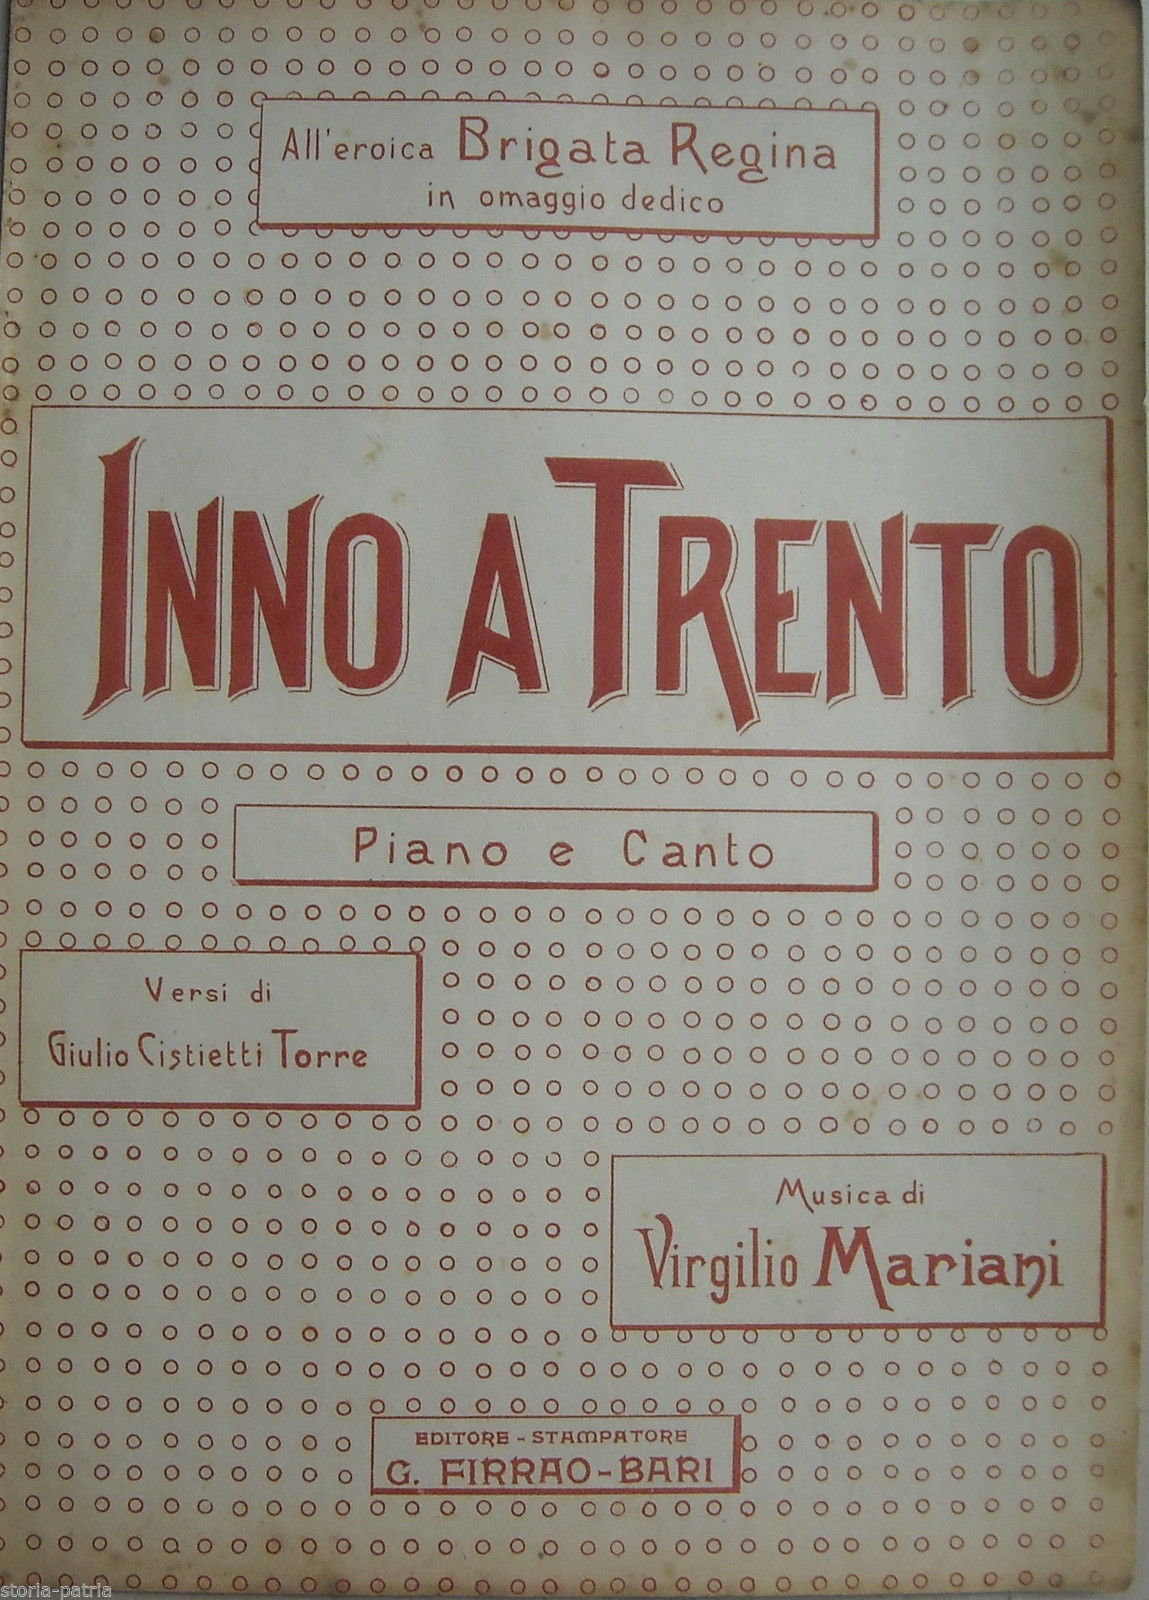 All'eroica Brigata Regina
in omaggio dedico
INNO A TRENTO
Piano e Canto
Versi di
Giulio Cistietti Torre
Musica di
Virgilio Mariani
EDITORE - STAMPATORE
G. FIRRAO - BARI
storia-patria